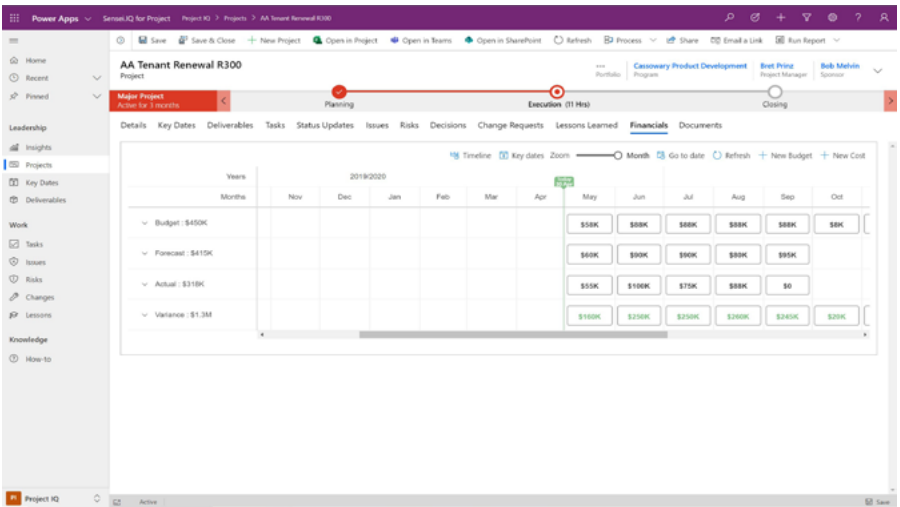 Power Apps Sensei.IQ for Project Project IQ > Projects > AA Tenant Renewal R300
Save Save & Close New Project Open in Project Open in Teams Open in SharePoint Refresh Process Share Email a Link Run Report
Home
Recent
Pinned
Leadership
Insights
Projects
Key Dates
Deliverables
Work
Tasks
Issues
Risks
Changes
Lessons
Knowledge
How-to
Project IQ
AA Tenant Renewal R300
Project
---
Portfolio
Cassowary Product Development
Program
Bret Prinz
Project Manager
Bob Melvin
Sponsor
Major Project
Active for 3 months
Planning
Execution (11 Hrs)
Closing
Details Key Dates Deliverables Tasks Status Updates Issues Risks Decisions Change Requests Lessons Learned Financials Documents
Timeline Key dates Zoom Month Go to date Refresh New Budget New Cost
Years 2019/2020
Months Nov Dec Jan Feb Mar Apr May Jun Jul Aug Sep Oct
Budget : $450K $58K $88K $88K $88K $88K $8K
Forecast : $415K $60K $90K $90K $80K $95K
Actual : $318K $55K $100K $75K $88K $0
Variance : $1.3M $160K $250K $250K $260K $245K $20K
Active
Save